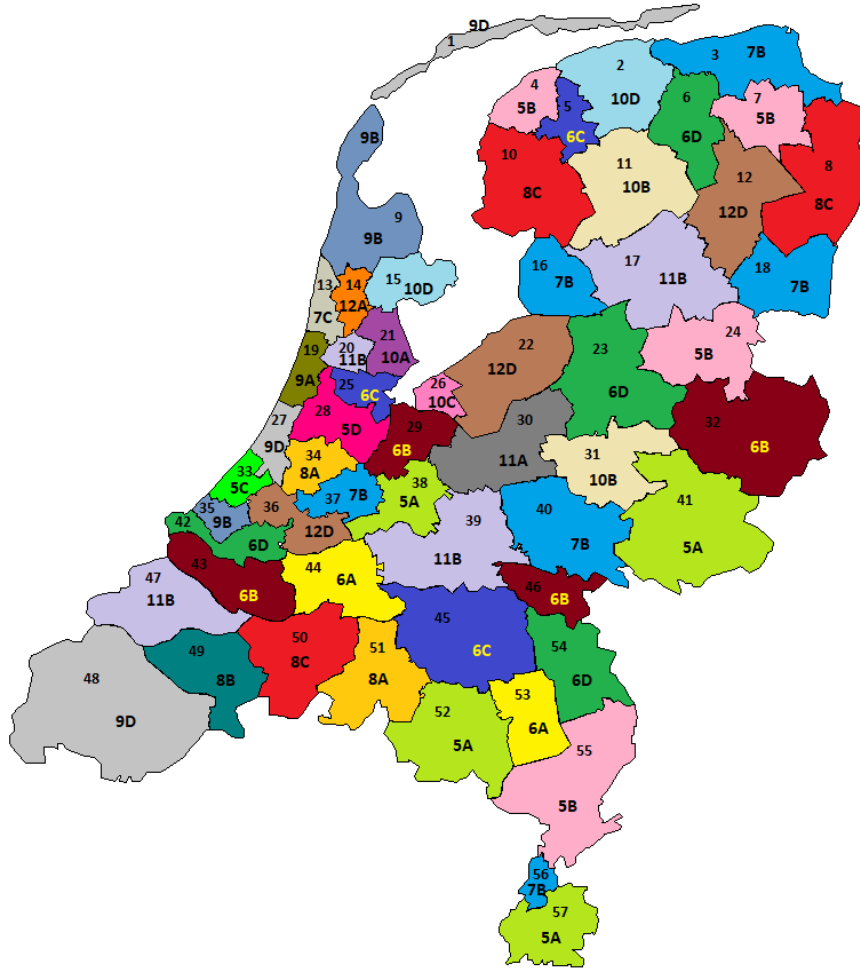 9D
1
2
10D
3
7B
4
5B
5
6C
6
6D
7
5B
8
8C
9B
9
9B
10
8C
11
10B
12
12D
13
7C
14
12A
15
10D
16
7B
17
11B
18
7B
19
9A
20
11B
21
10A
22
12D
23
6D
24
5B
25
6C
26
10C
27
9D
28
5D
29
6B
30
11A
31
10B
32
6B
33
5C
34
8A
35
9B
36
12D
37
7B
38
5A
39
11B
40
7B
41
5A
42
6D
43
6B
44
6A
45
6C
46
6B
47
11B
48
9D
49
8B
50
8C
51
8A
52
5A
53
6A
54
6D
55
5B
56
7B
57
5A